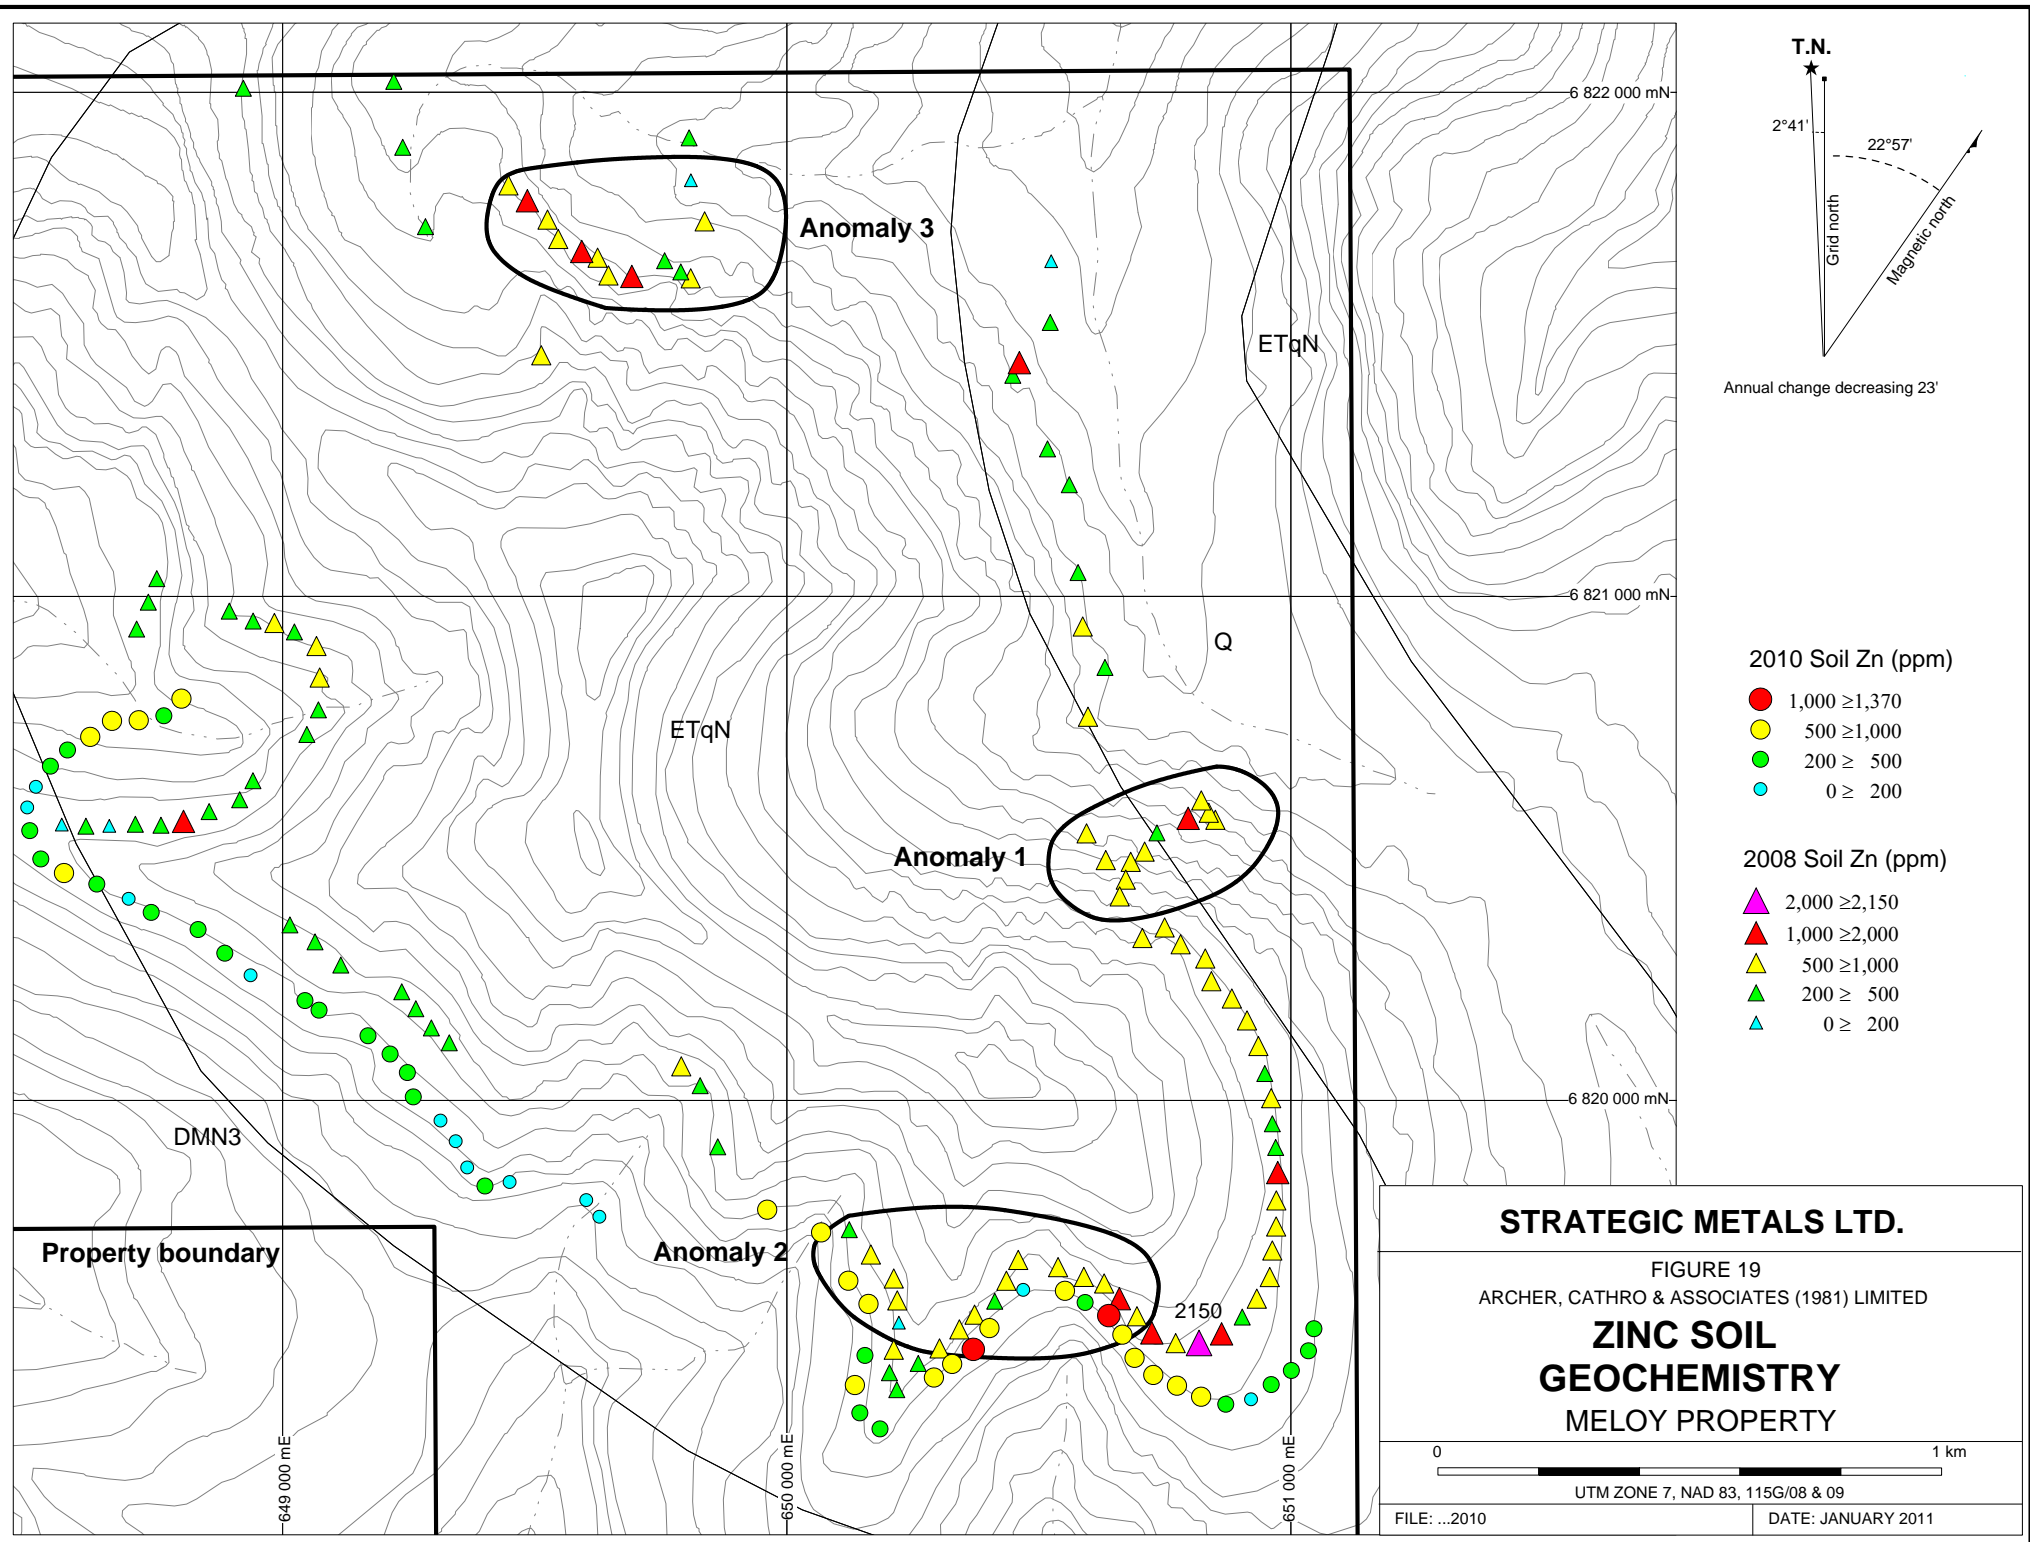 T.N.
6 822 000 mN
2°41'
22°57'
Grid north
Magnetic north
Annual change decreasing 23'
Anomaly 3
ETqN
6 821 000 mN
Q
ETqN
Anomaly 1
2010 Soil Zn (ppm)
1,000 ≥1,370
500 ≥1,000
200 ≥ 500
0 ≥ 200
2008 Soil Zn (ppm)
2,000 ≥2,150
1,000 ≥2,000
500 ≥1,000
200 ≥ 500
0 ≥ 200
6 820 000 mN
DMN3
Property boundary
Anomaly 2
2150
649 000 mE
650 000 mE
651 000 mE
STRATEGIC METALS LTD.
FIGURE 19
ARCHER, CATHRO & ASSOCIATES (1981) LIMITED
ZINC SOIL
GEOCHEMISTRY
MELOY PROPERTY
0 1 km
UTM ZONE 7, NAD 83, 115G/08 & 09
FILE: ...2010 DATE: JANUARY 2011